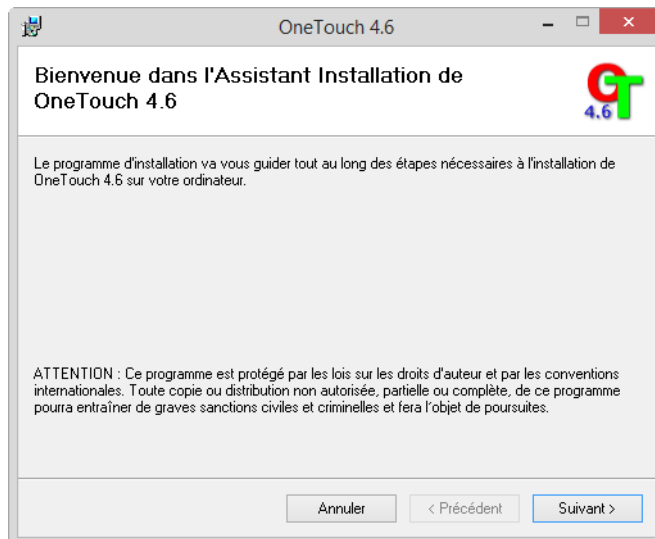 OneTouch 4.6
Bienvenue dans l'Assistant Installation de
OneTouch 4.6
OT
4.6
Le programme d'installation va vous guider tout au long des étapes nécessaires à l'installation de
OneTouch 4.6 sur votre ordinateur.
ATTENTION : Ce programme est protégé par les lois sur les droits d'auteur et par les conventions
internationales. Toute copie ou distribution non autorisée, partielle ou complète, de ce programme
pourra entraîner de graves sanctions civiles et criminelles et fera l'objet de poursuites.
Annuler
< Précédent
Suivant >